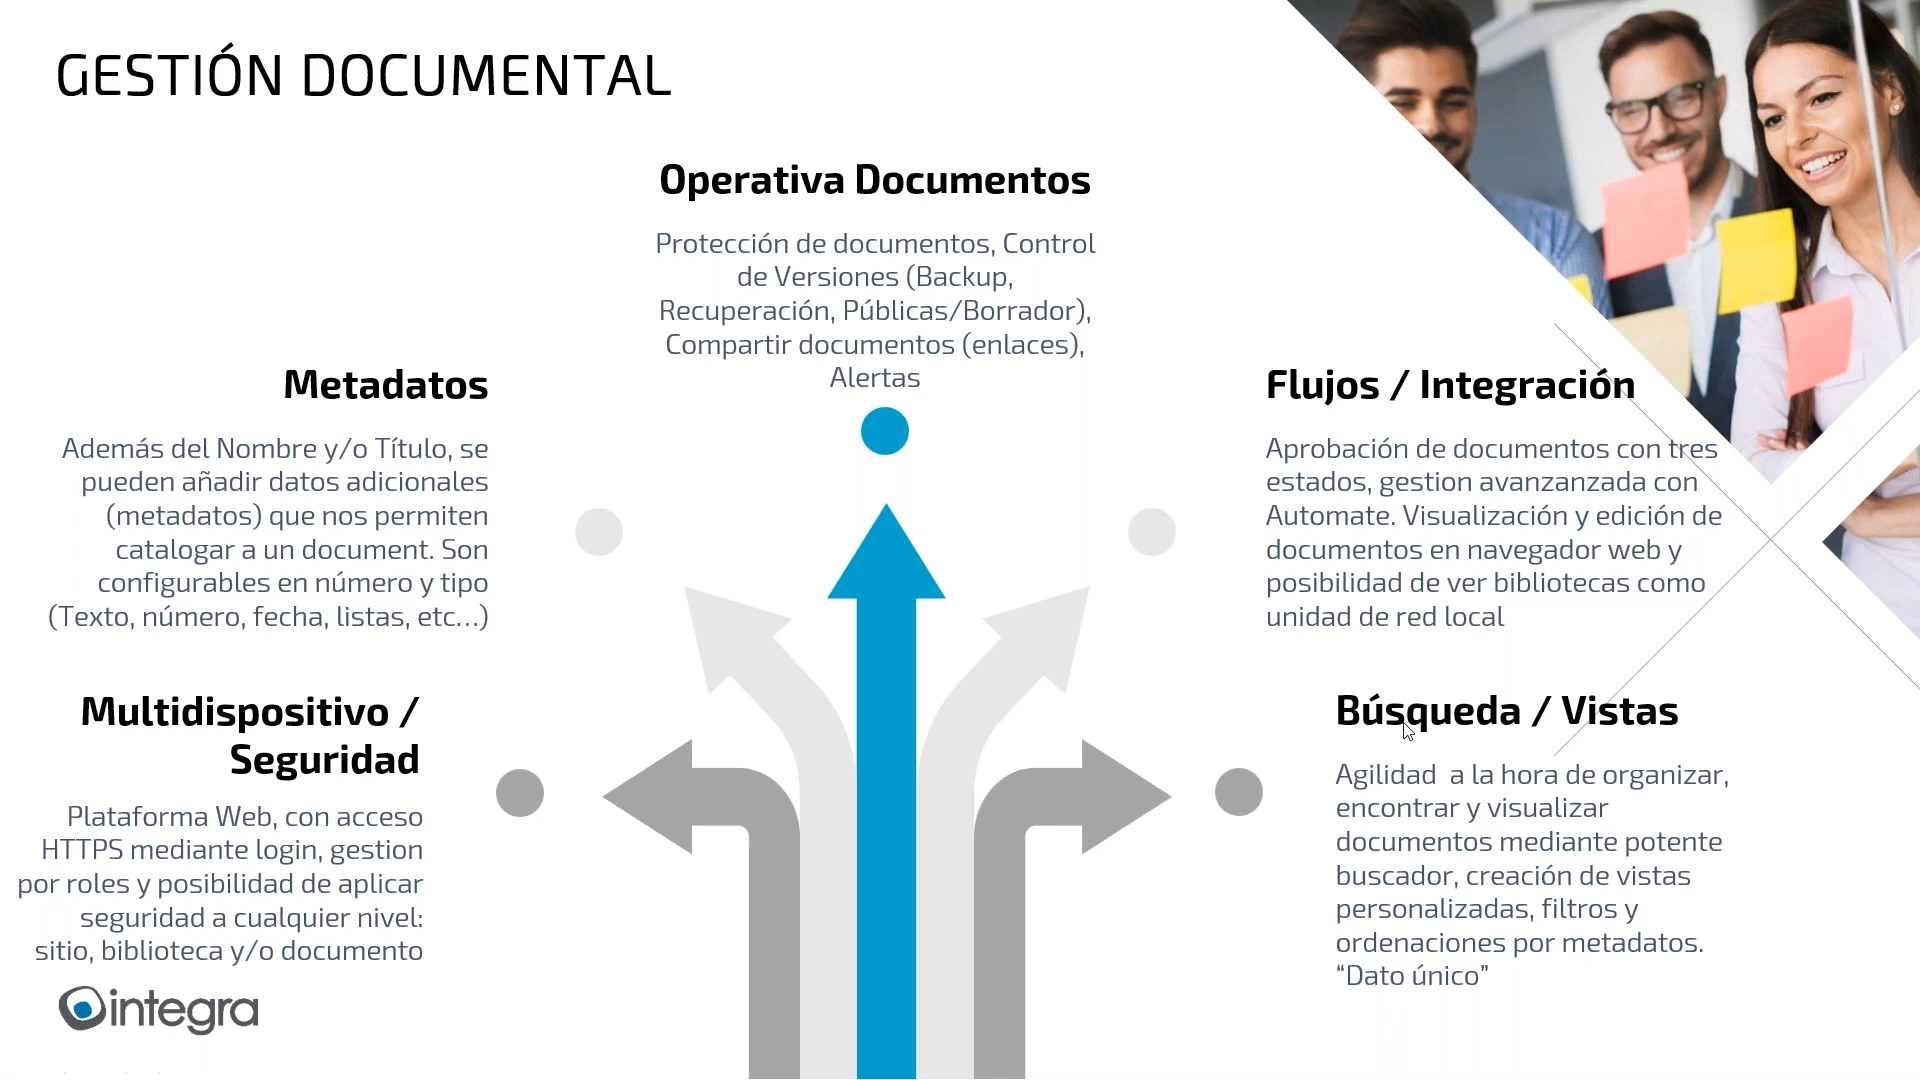 GESTIÓN DOCUMENTAL
Operativa Documentos
Protección de documentos, Control
de Versiones (Backup,
Recuperación, Públicas/Borrador),
Compartir documentos (enlaces),
Alertas
Metadatos
Además del Nombre y/o Título, se
pueden añadir datos adicionales
(metadatos) que nos permiten
catalogar a un document. Son
configurables en número y tipo
(Texto, número, fecha, listas, etc...)
Flujos / Integración
Aprobación de documentos con tres
estados, gestion avanzanzada con
Automate. Visualización y edición de
documentos en navegador web y
posibilidad de ver bibliotecas como
unidad de red local
Multidispositivo /
Seguridad
Plataforma Web, con acceso
HTTPS mediante login, gestion
por roles y posibilidad de aplicar
seguridad a cualquier nivel:
sitio, biblioteca y/o documento
Búsqueda / Vistas
Agilidad  a la hora de organizar,
encontrar y visualizar
documentos mediante potente
buscador, creación de vistas
personalizadas, filtros y
ordenaciones por metadatos.
“Dato único”
integra